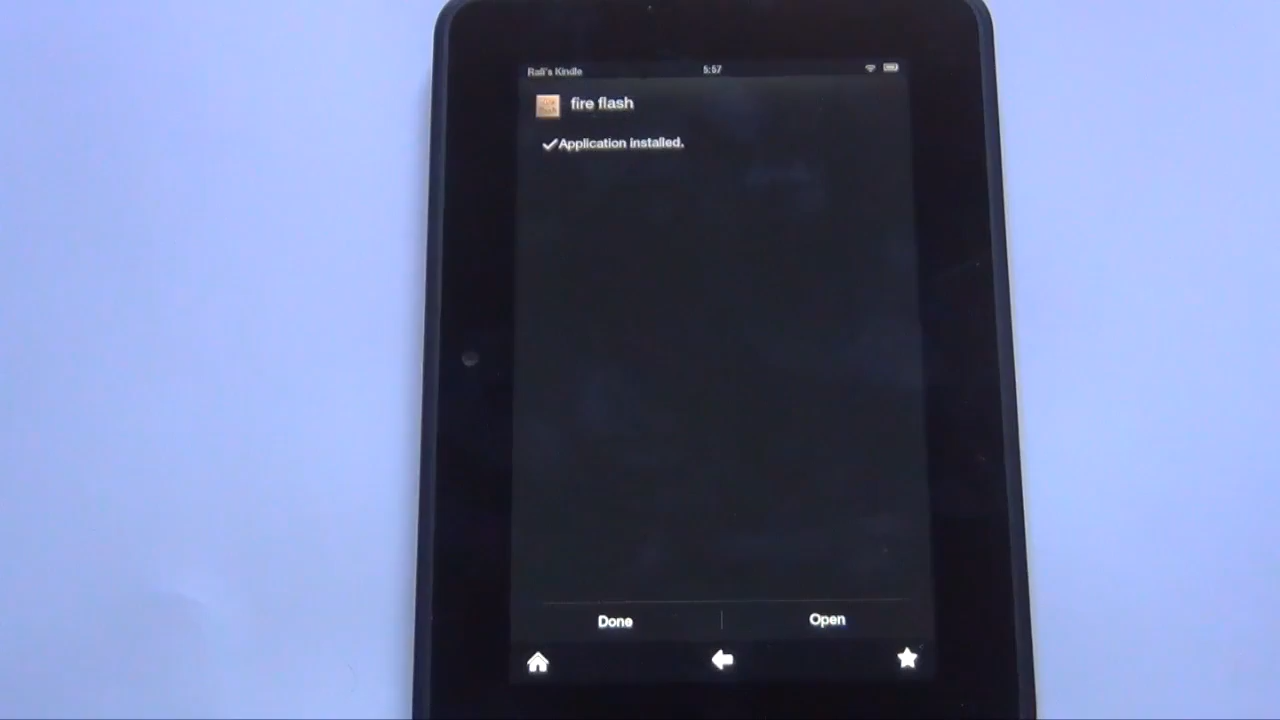 Rafi's Kindle 5:57
fire flash
Application installed.
Done Open